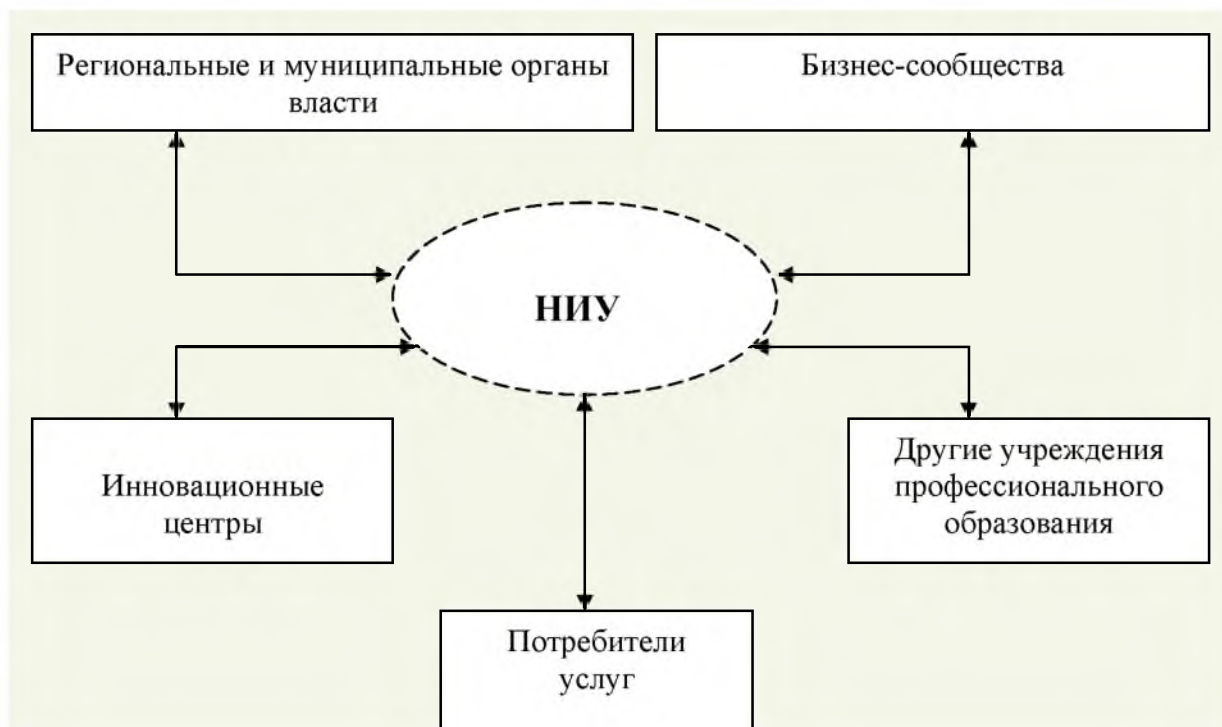 Региональные и муниципальные органы
власти
Бизнес-сообщества
НИУ
Инновационные
центры
Другие учреждения
профессионального
образования
Потребители
услуг